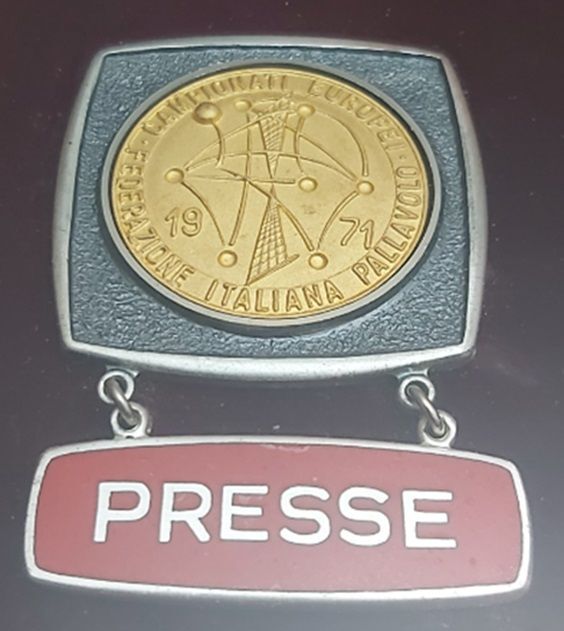 · CAMPIONATI EUROPEI ·
FEDERAZIONE ITALIANA PALLAVOLO
19 71
PRESSE